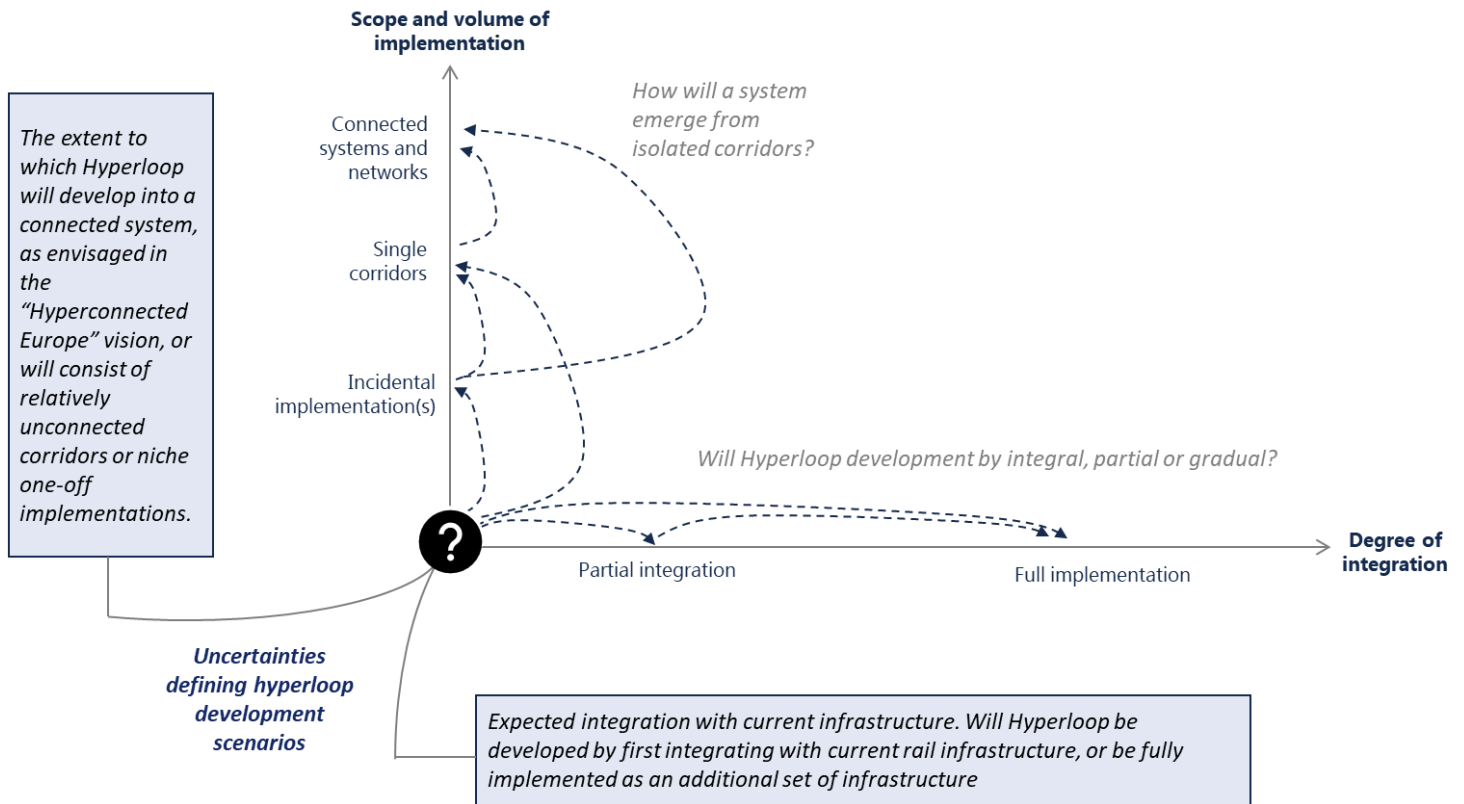 Scope and volume of
implementation
How will a system
emerge from
isolated corridors?
Connected
systems and
networks
The extent to
which Hyperloop
will develop into a
connected system,
as envisaged in
the
“Hyperconnected
Europe” vision, or
will consist of
relatively
unconnected
corridors or niche
one-off
implementations.
Single
corridors
Incidental
implementation(s)
Will Hyperloop development by integral, partial or gradual?
?
Partial integration
Full implementation
Degree of
integration
Uncertainties
defining hyperloop
development
scenarios
Expected integration with current infrastructure. Will Hyperloop be
developed by first integrating with current rail infrastructure, or be fully
implemented as an additional set of infrastructure